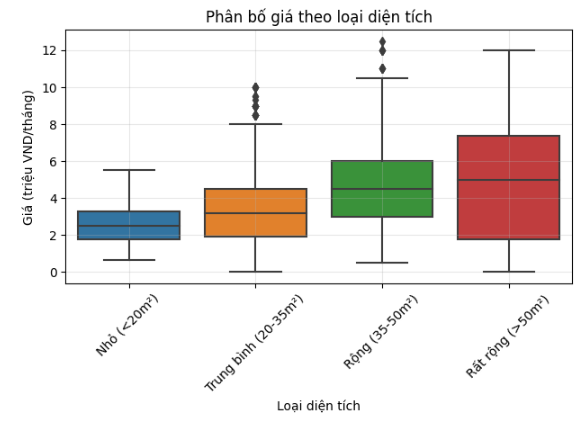 Phân bố giá theo loại diện tích
Giá (triệu VND/tháng)
12
10
8
6
4
2
0
Nhỏ (<20m²)
Trung bình (20-35m²)
Rộng (35-50m²)
Rất rộng (>50m²)
Loại diện tích